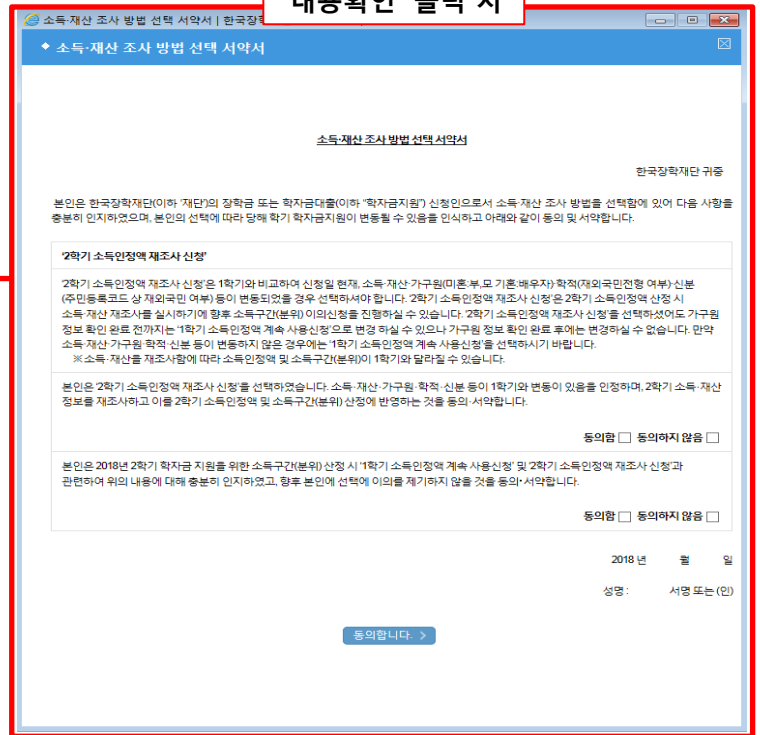 내용확인 클릭 시
소득·재산 조사 방법 선택 서약서 | 한국장학
소득·재산 조사 방법 선택 서약서
소득·재산 조사 방법 선택 서약서
한국장학재단 귀중
본인은 한국장학재단(이하 '재단')의 장학금 또는 학자금대출(이하 "학자금지원") 신청인으로서 소득·재산 조사 방법을 선택함에 있어 다음 사항을
충분히 인지하였으며, 본인의 선택에 따라 당해 학기 학자금지원이 변동될 수 있음을 인식하고 아래와 같이 동의 및 서약합니다.
'2학기 소득인정액 재조사 신청'
'2학기 소득인정액 재조사 신청'은 1학기와 비교하여 신청일 현재, 소득·재산·가구원(미혼:부,모 기혼:배우자)·학적(재외국민전형 여부)·신분
(주민등록코드 상 재외국민 여부) 등이 변동되었을 경우 선택하셔야 합니다. '2학기 소득인정액 재조사 신청'은 2학기 소득인정액 산정 시
소득·재산 재조사를 실시하기에 향후 소득구간(분위) 이의신청을 진행하실 수 있습니다. '2학기 소득인정액 재조사 신청'을 선택하셨어도 가구원
정보 확인 완료 전까지는 '1학기 소득인정액 계속 사용신청'으로 변경 하실 수 있으나 가구원 정보 확인 완료 후에는 변경하실 수 없습니다. 만약
소득·재산·가구원·학적·신분 등이 변동하지 않은 경우에는 '1학기 소득인정액 계속 사용신청'을 선택하시기 바랍니다.
※ 소득·재산을 재조사함에 따라 소득인정액 및 소득구간(분위)이 1학기와 달라질 수 있습니다.
본인은 '2학기 소득인정액 재조사 신청'을 선택하였습니다. 소득·재산·가구원·학적·신분 등이 1학기와 변동이 있음을 인정하며, 2학기 소득·재산
정보를 재조사하고 이를 2학기 소득인정액 및 소득구간(분위) 산정에 반영하는 것을 동의·서약합니다.
동의함 □ 동의하지 않음 □
본인은 2018년 2학기 학자금 지원을 위한 소득구간(분위) 산정 시 '1학기 소득인정액 계속 사용신청' 및 '2학기 소득인정액 재조사 신청'과
관련하여 위의 내용에 대해 충분히 인지하였고, 향후 본인에 선택에 이의를 제기하지 않을 것을 동의·서약합니다.
동의함 □ 동의하지 않음 □
2018 년 월 일
성명 : 서명 또는 (인)
동의합니다. >